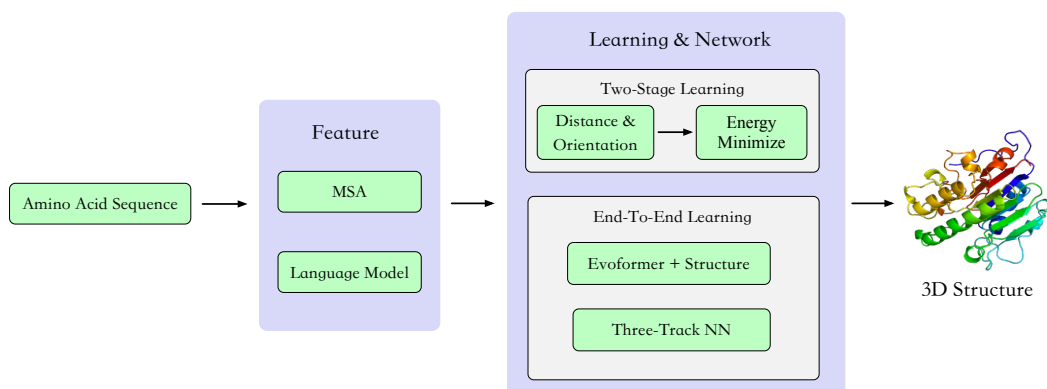 Amino Acid Sequence
Feature
MSA
Language Model
Learning & Network
Two-Stage Learning
Distance &
Orientation
Energy
Minimize
End-To-End Learning
Evoformer + Structure
Three-Track NN
3D Structure